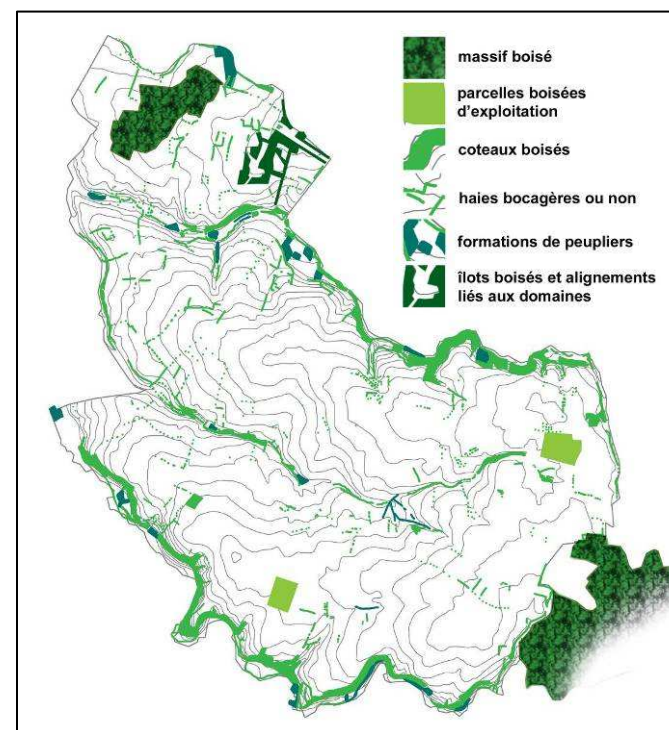 massif boisé
parcelles boisées
d'exploitation
coteaux boisés
haies bocagères ou non
formations de peupliers
îlots boisés et alignements
liés aux domaines